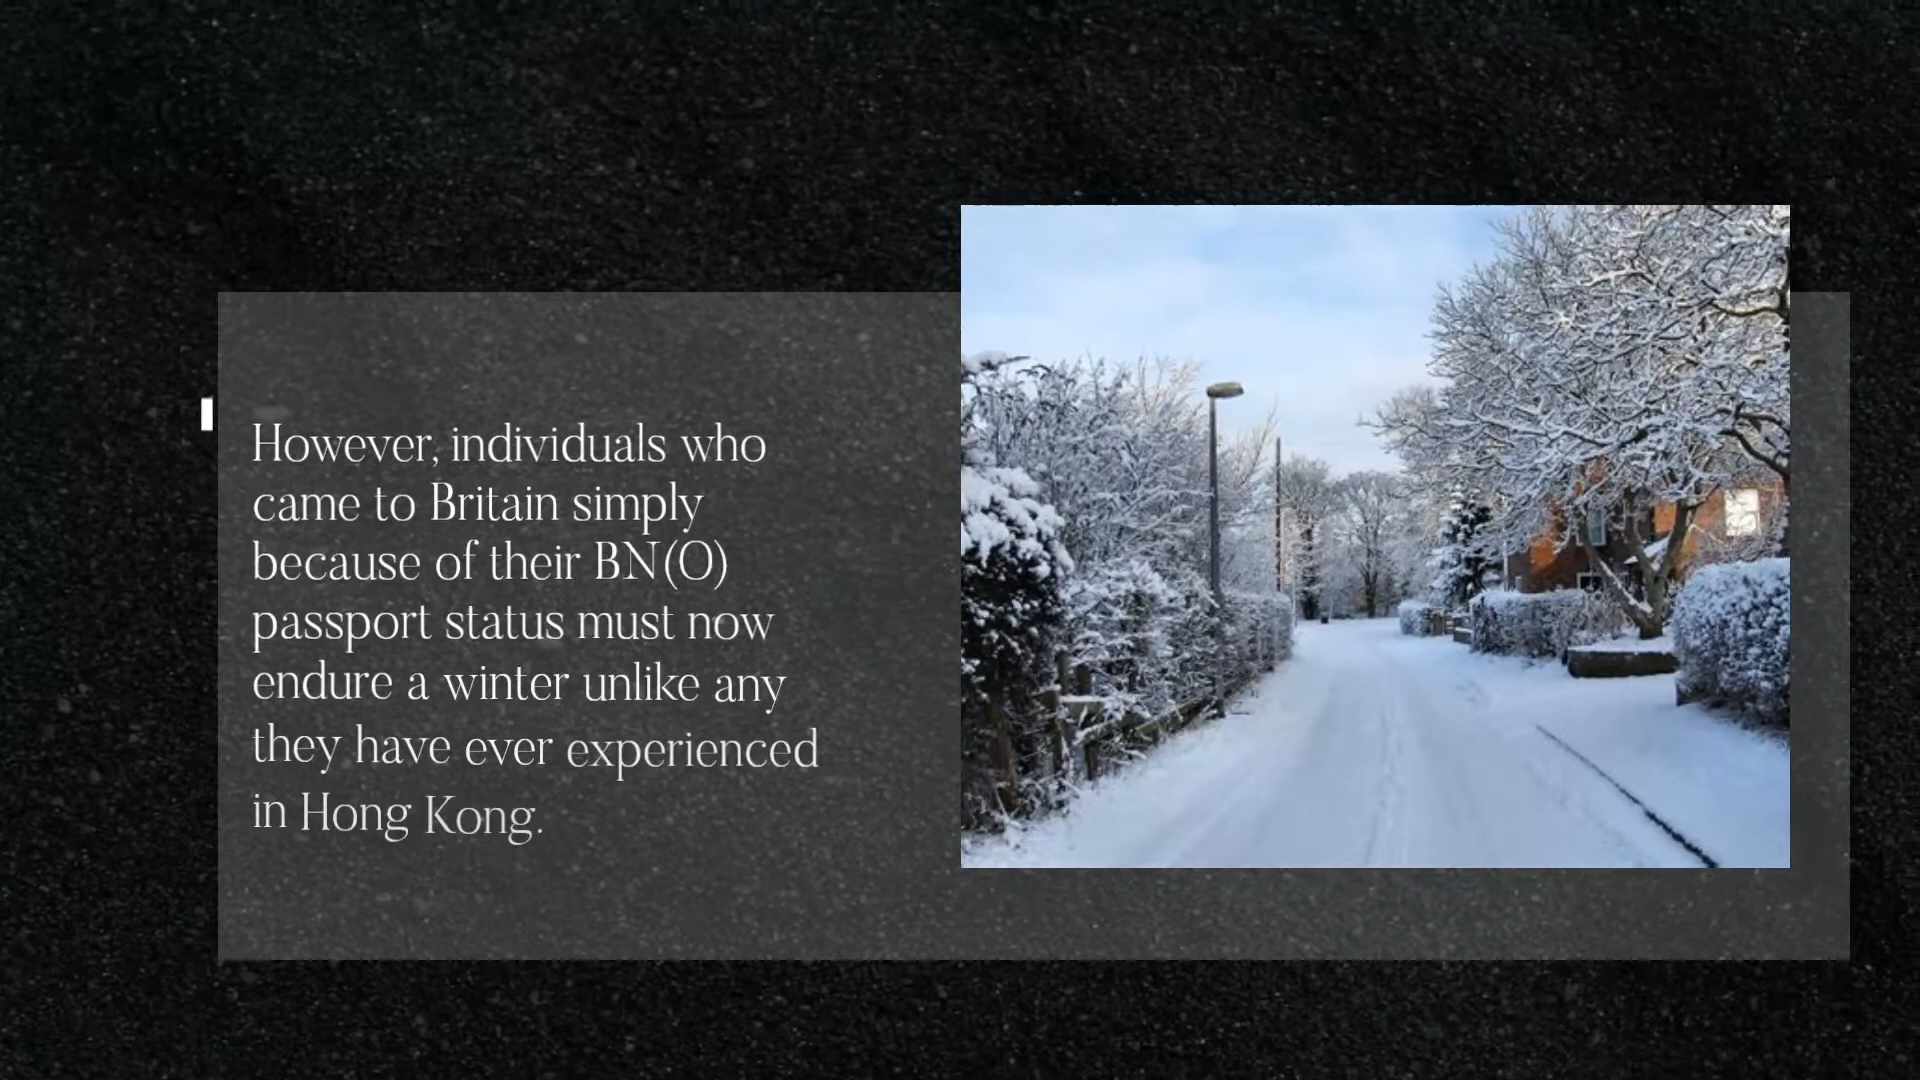 However, individuals who
came to Britain simply
because of their BN(O)
passport status must now
endure a winter unlike any
they have ever experienced
in Hong Kong.